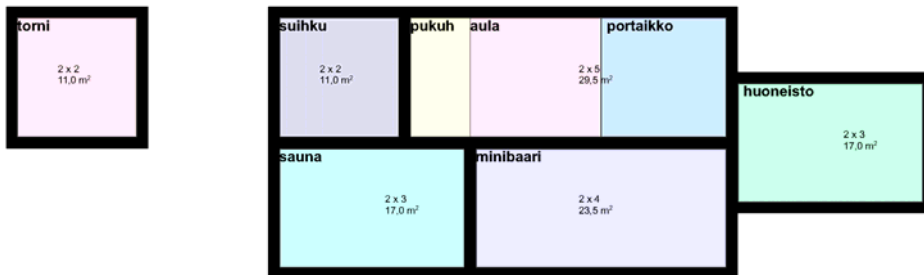 torni
2 x 2
11,0 m²
suihku
2 x 2
11,0 m²
pukuh
aula
2 x 5
29,5 m²
portaikko
huoneisto
2 x 3
17,0 m²
sauna
2 x 3
17,0 m²
minibaari
2 x 4
23,5 m²